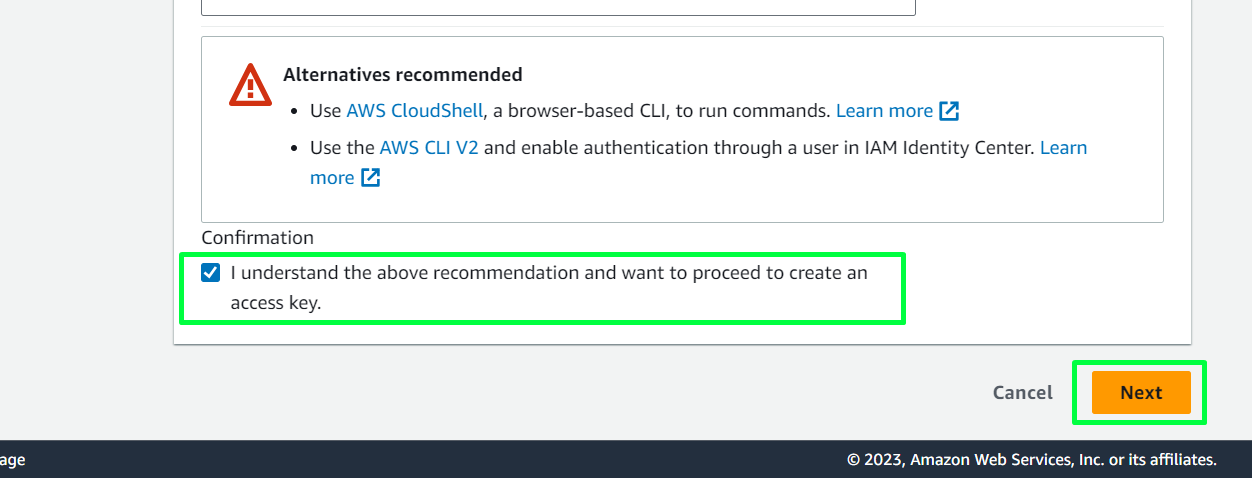 Alternatives recommended
• Use AWS CloudShell, a browser-based CLI, to run commands. Learn more
• Use the AWS CLI V2 and enable authentication through a user in IAM Identity Center. Learn
more
Confirmation
I understand the above recommendation and want to proceed to create an
access key.
Cancel
Next
age
© 2023, Amazon Web Services, Inc. or its affiliates.